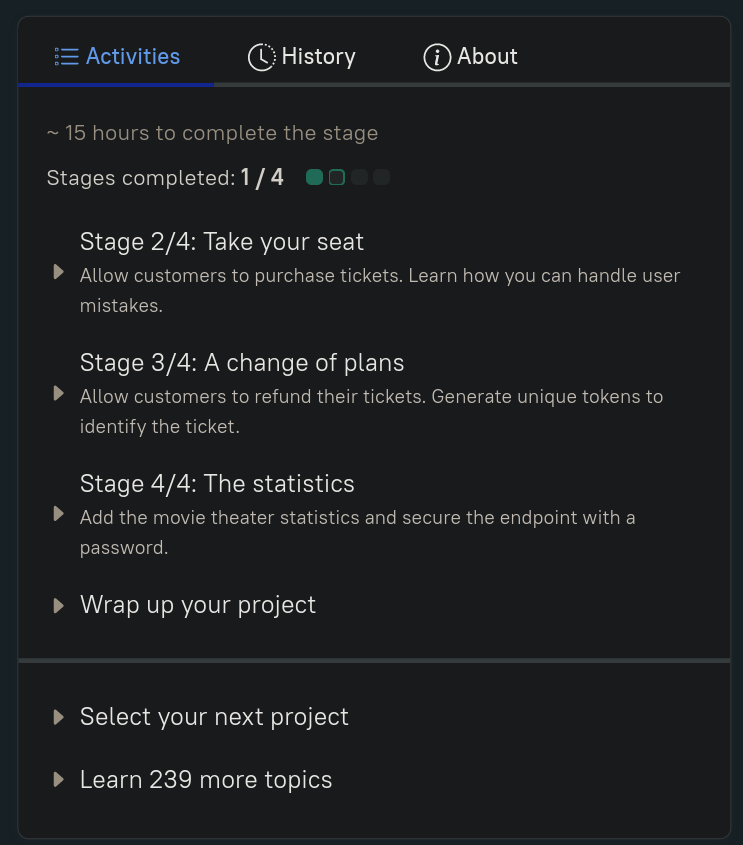 Activities History About
~ 15 hours to complete the stage
Stages completed: 1 / 4
Stage 2/4: Take your seat
Allow customers to purchase tickets. Learn how you can handle user
mistakes.
Stage 3/4: A change of plans
Allow customers to refund their tickets. Generate unique tokens to
identify the ticket.
Stage 4/4: The statistics
Add the movie theater statistics and secure the endpoint with a
password.
Wrap up your project
Select your next project
Learn 239 more topics